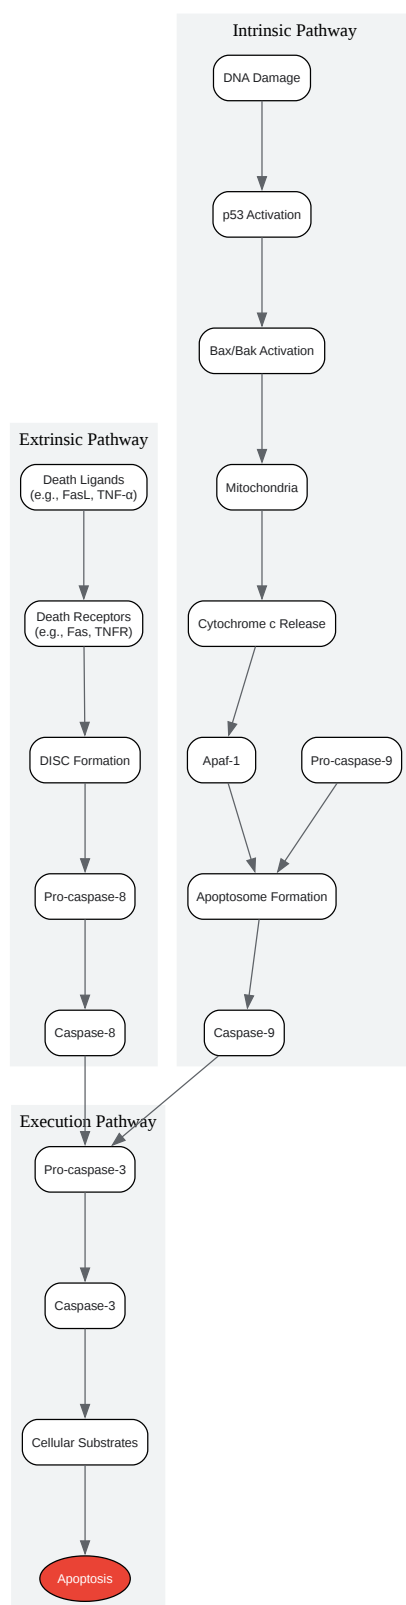 Intrinsic Pathway
DNA Damage
p53 Activation
Bax/Bak Activation
Mitochondria
Cytochrome c Release
Apaf-1
Pro-caspase-9
Apoptosome Formation
Caspase-9
Extrinsic Pathway
Death Ligands
(e.g., FasL, TNF-α)
Death Receptors
(e.g., Fas, TNFR)
DISC Formation
Pro-caspase-8
Caspase-8
Execution Pathway
Pro-caspase-3
Caspase-3
Cellular Substrates
Apoptosis